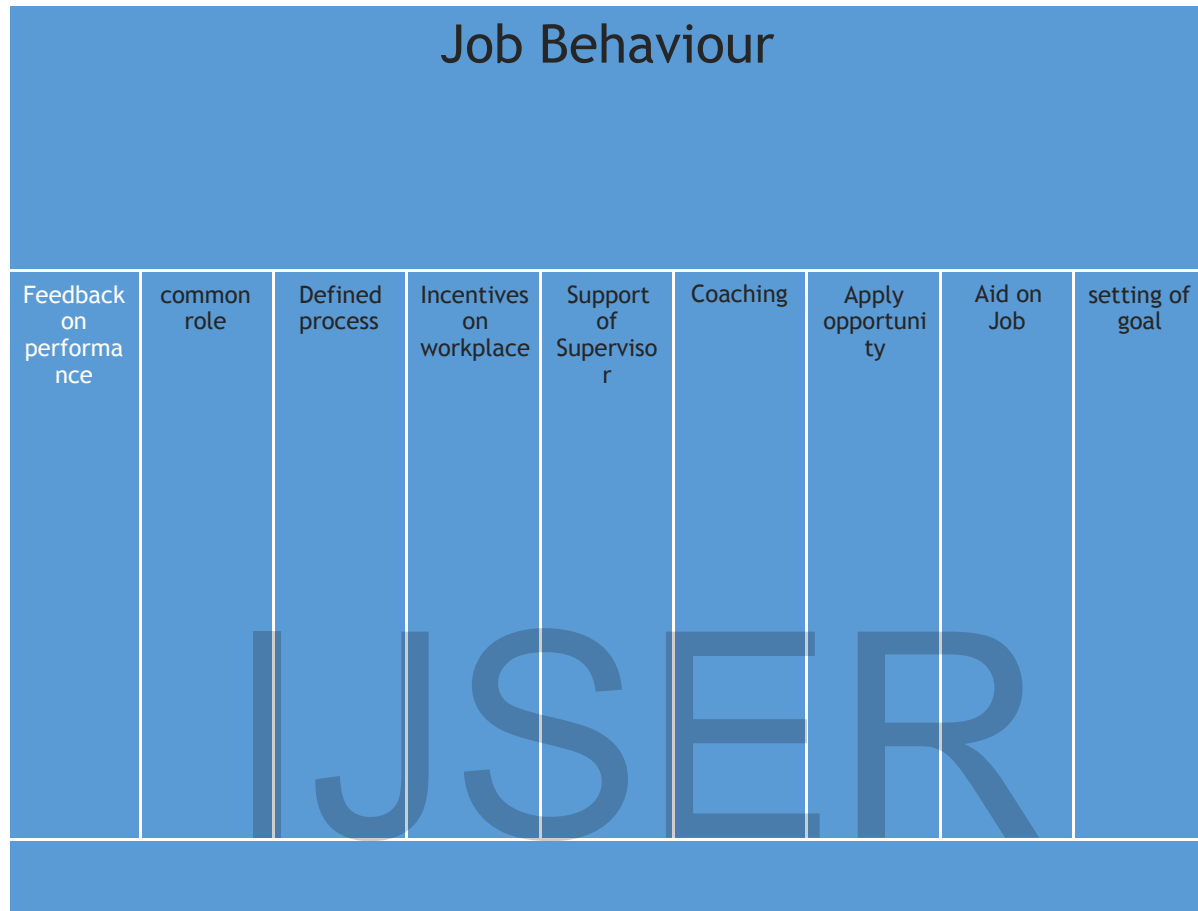 Job Behaviour
Feedback
on
performa
nce
common
role
Defined
process
Incentives
on
workplace
Support
of
Superviso
r
Coaching
Apply
opportuni
ty
Aid on
Job
setting of
goal
IJSER